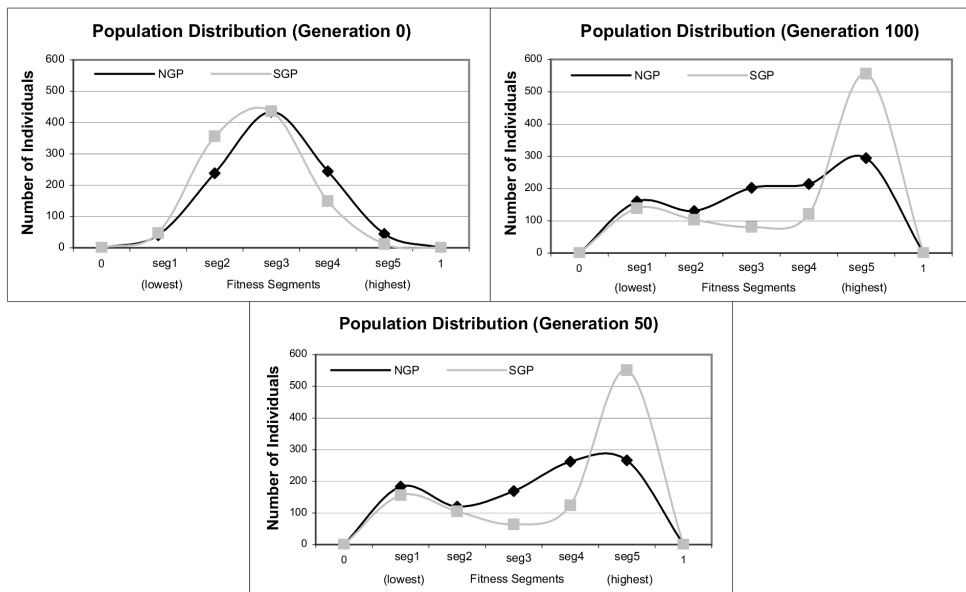 Population Distribution (Generation 0)
Number of Individuals
600
500
400
300
200
100
0
NGP SGP
0 seg1 seg2 seg3 seg4 seg5 1
(lowest) Fitness Segments (highest)
Population Distribution (Generation 100)
Number of Individuals
600
500
400
300
200
100
0
NGP SGP
0 seg1 seg2 seg3 seg4 seg5 1
(lowest) Fitness Segments (highest)
Population Distribution (Generation 50)
Number of Individuals
600
500
400
300
200
100
0
NGP SGP
0 seg1 seg2 seg3 seg4 seg5 1
(lowest) Fitness Segments (highest)